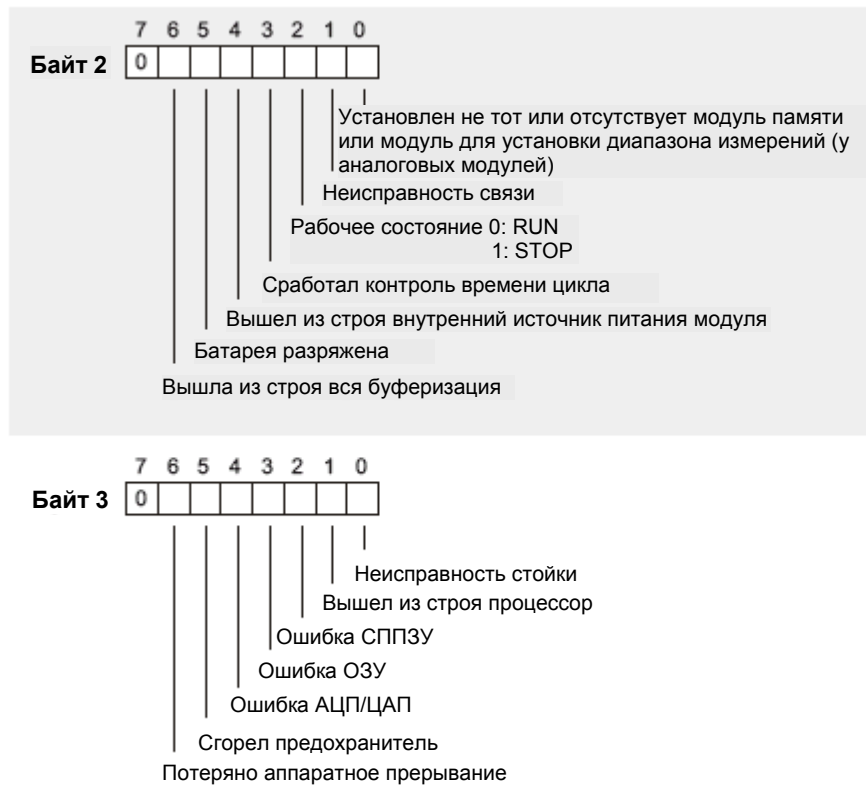 7 6 5 4 3 2 1 0
Байт 2 0
Установлен не тот или отсутствует модуль памяти
или модуль для установки диапазона измерений (у
аналоговых модулей)
Неисправность связи
Рабочее состояние 0: RUN
1: STOP
Сработал контроль времени цикла
Вышел из строя внутренний источник питания модуля
Батарея разряжена
Вышла из строя вся буферизация
7 6 5 4 3 2 1 0
Байт 3 0
Неисправность стойки
Вышел из строя процессор
Ошибка СППЗУ
Ошибка ОЗУ
Ошибка АЦП/ЦАП
Сгорел предохранитель
Потеряно аппаратное прерывание